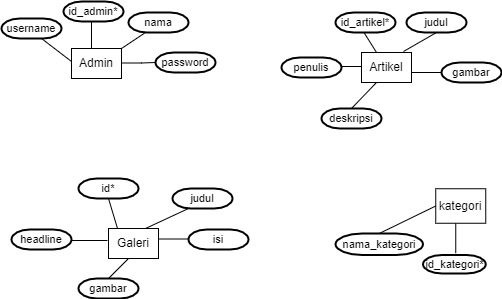 id_admin*
nama
username
Admin
password
id_artikel*
judul
penulis
Artikel
gambar
deskripsi
id*
judul
headline
Galeri
isi
gambar
kategori
nama_kategori
id_kategori*